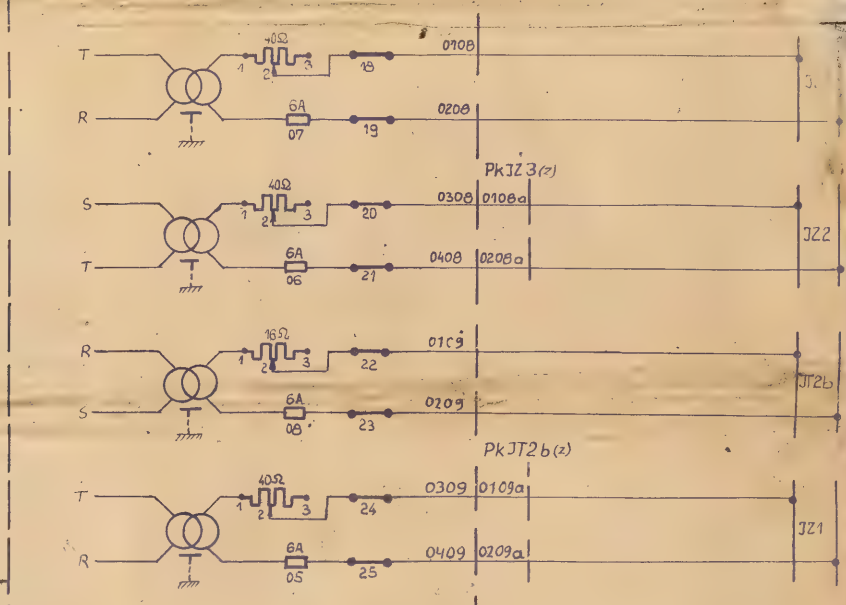 40Ω
T 1 2 3 18 0108
6A
R 07 19 0208
PkJZ3(z)
40Ω
S 1 2 3 20 0308 0108a
JZ2
6A
T 06 21 0408 0208a
16Ω
R 1 2 3 22 0109
JT2b
6A
S 08 23 0209
PkJT2b(z)
40Ω
T 1 2 3 24 0309 0109a
JZ1
6A
R 05 25 0409 0209a